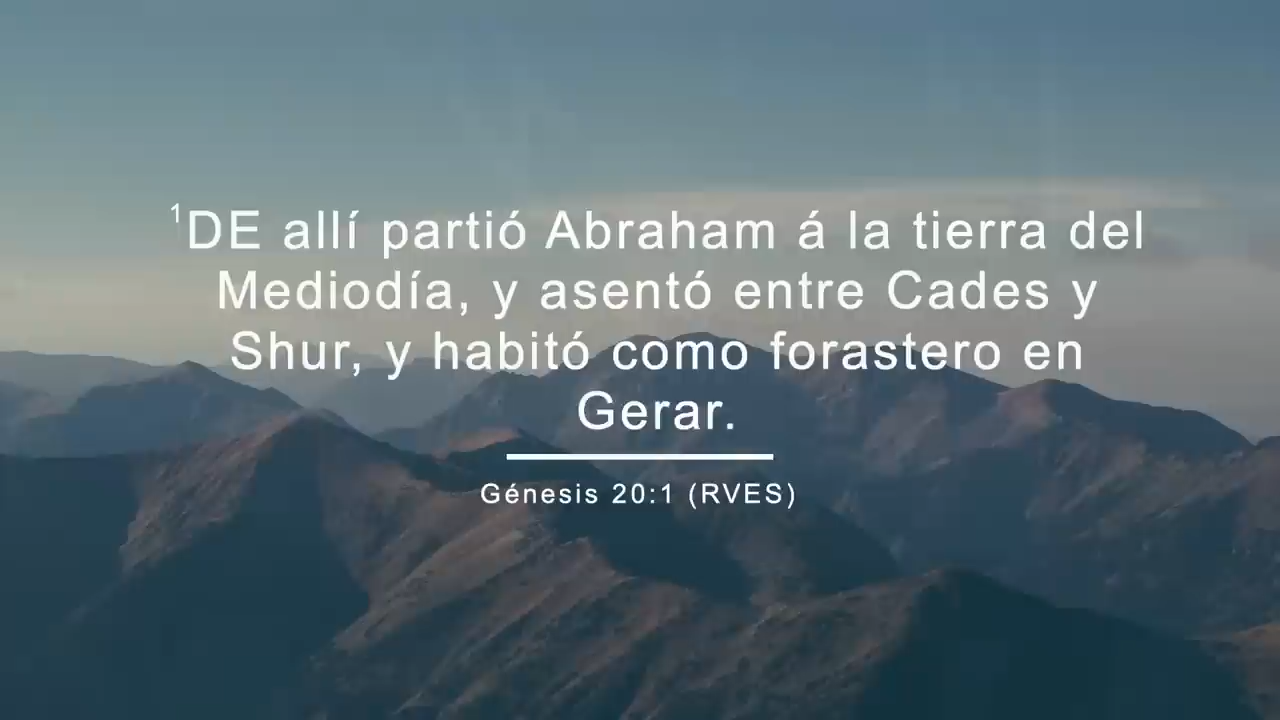 ¹DE allí partió Abraham á la tierra del
Mediodía, y asentó entre Cades y
Shur, y habitó como forastero en
Gerar.
Génesis 20:1 (RVES)